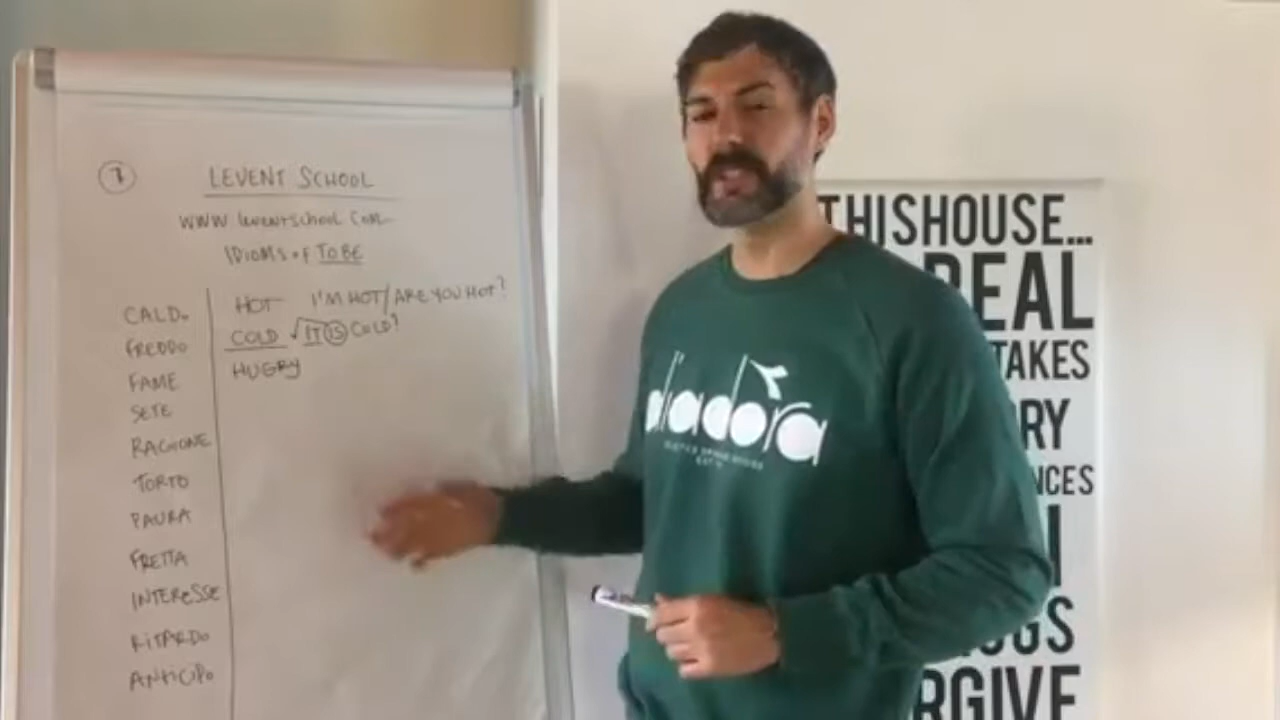 7
LEVENT SCHOOL
WWW leventschool.com
IDIOMS OF TO BE
CALDO HOT I'M HOT/ARE YOU HOT?
FREDDO COLD IT IS COLD?
FAME HUGRY
SETE
RAGIONE
TORTO
PAURA
FRETTA
INTERESSE
RITARDO
ANTICIPO
diadora
THISHOUSE...
REAL
TAKES
RY
NCES
I
UGS
RGIVE